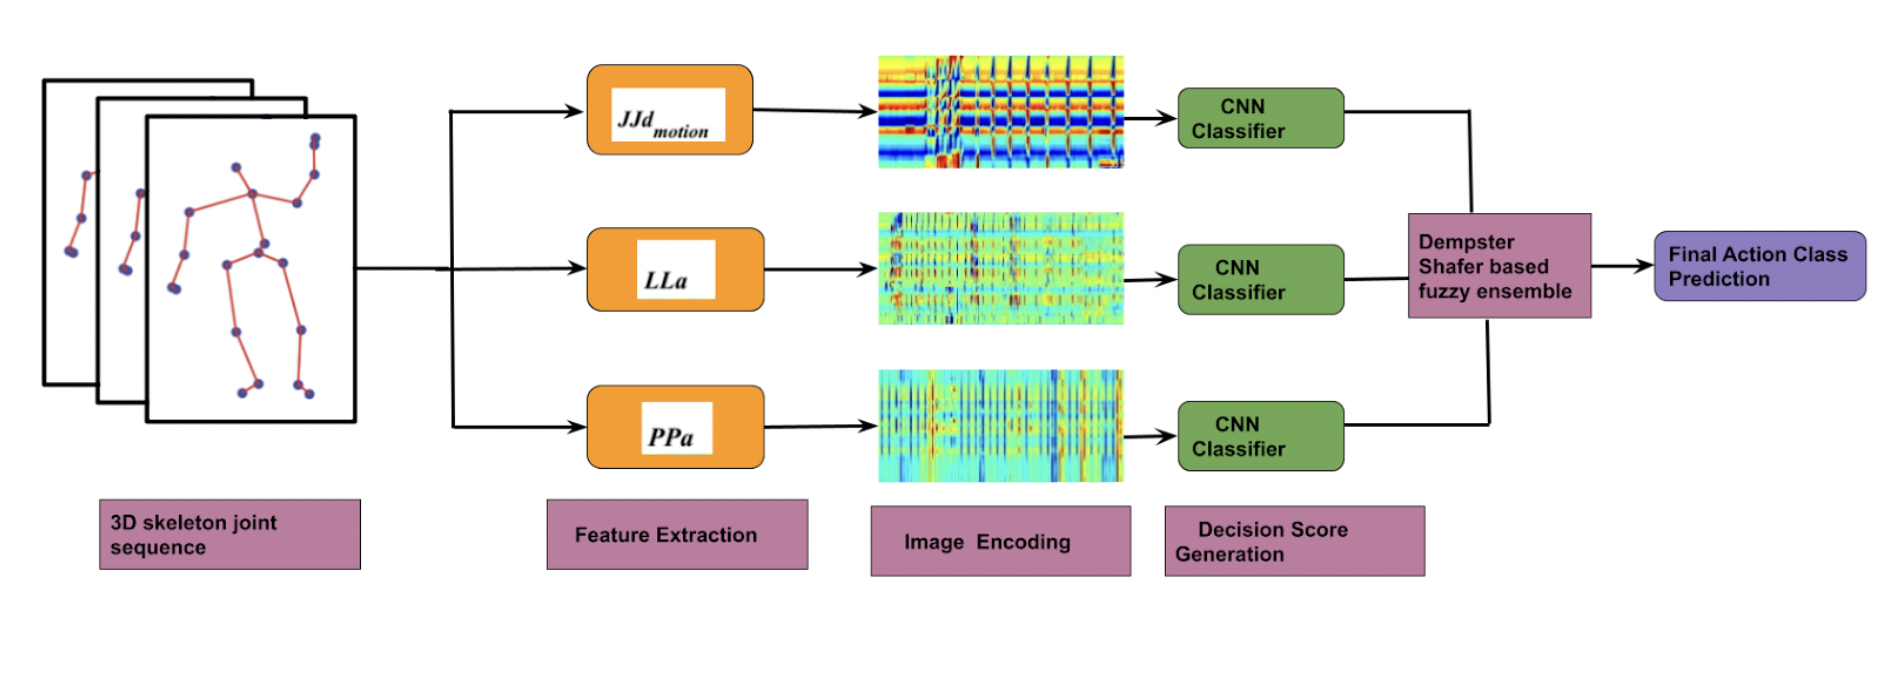 JJd motion
CNN
Classifier
LLa
CNN
Classifier
Dempster
Shafer based
fuzzy ensemble
Final Action Class
Prediction
PPa
CNN
Classifier
3D skeleton joint
sequence
Feature Extraction
Image Encoding
Decision Score
Generation